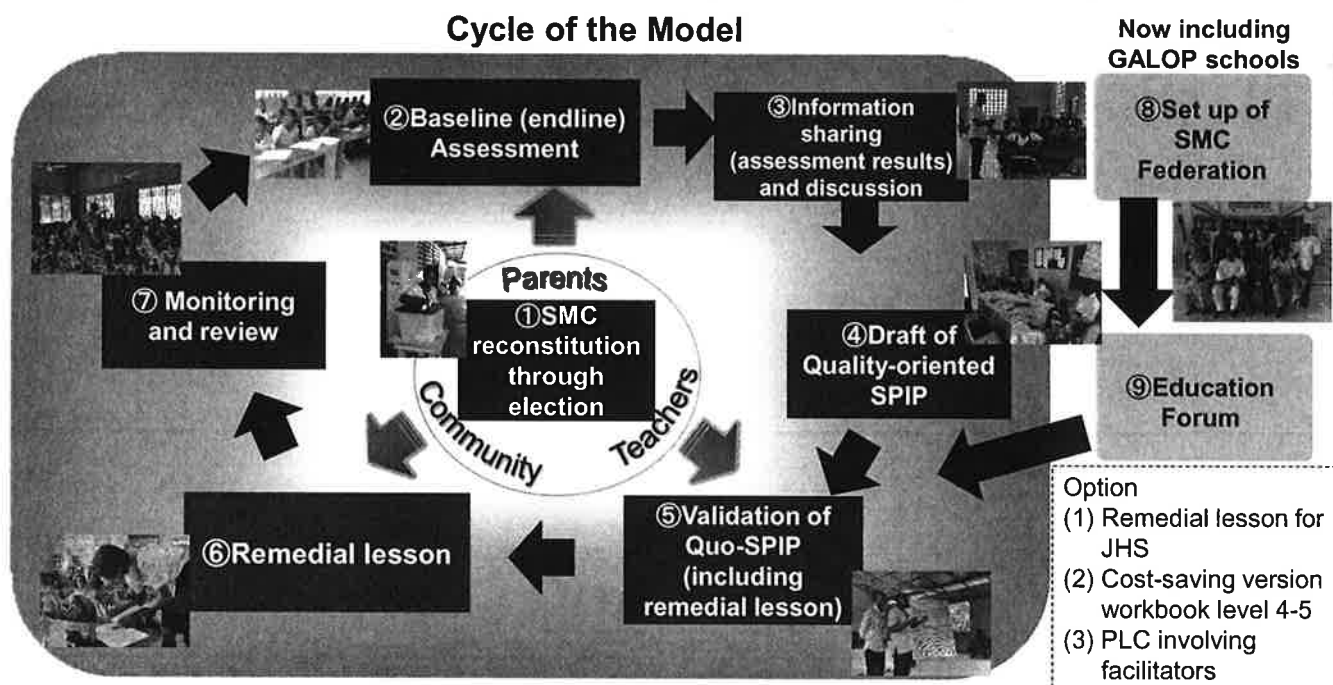 Cycle of the Model
Now including
GALOP schools
②Baseline (endline)
Assessment
③Information
sharing
(assessment results)
and discussion
⑧Set up of
SMC
Federation
⑦ Monitoring
and review
Parents
①SMC
reconstitution
through
election
Community
Teachers
④Draft of
Quality-oriented
SPIP
⑨Education
Forum
⑥Remedial lesson
⑤Validation of
Quo-SPIP
(including
remedial lesson)
Option
(1) Remedial lesson for
JHS
(2) Cost-saving version
workbook level 4-5
(3) PLC involving
facilitators